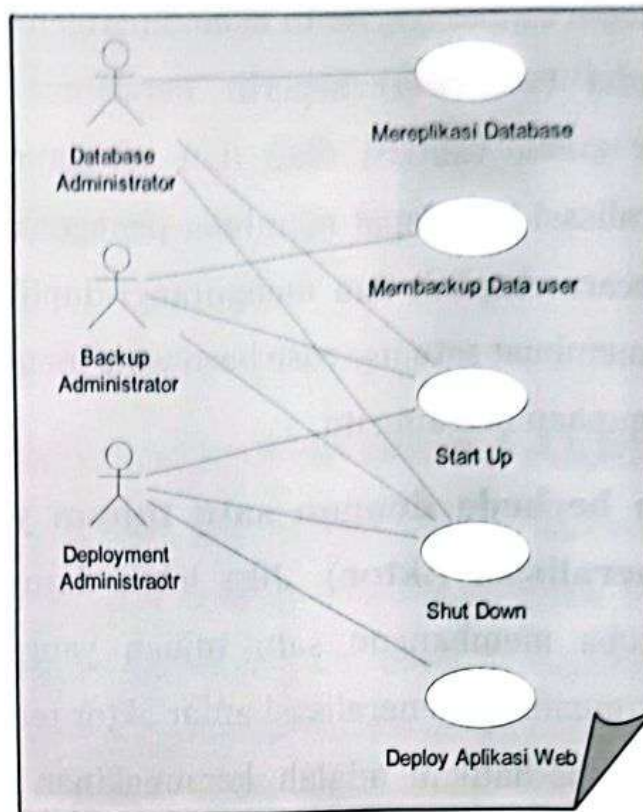 Database
Administrator
Mereplikasi Database
Backup
Administrator
Membackup Data user
Start Up
Deployment
Administraotr
Shut Down
Deploy Aplikasi Web